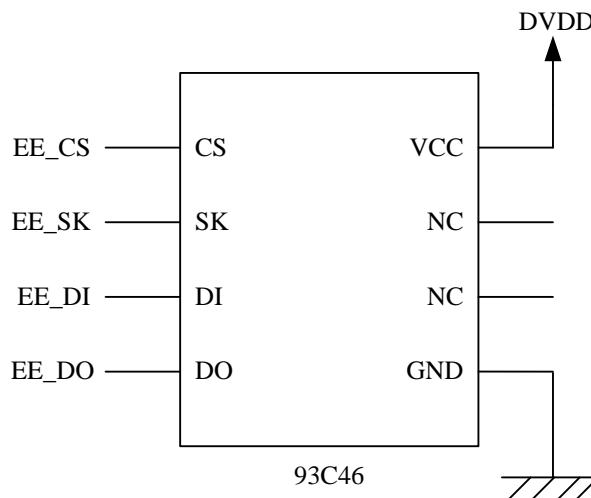 DVDD
EE_CS CS VCC
EE_SK SK NC
EE_DI DI NC
EE_DO DO GND
93C46